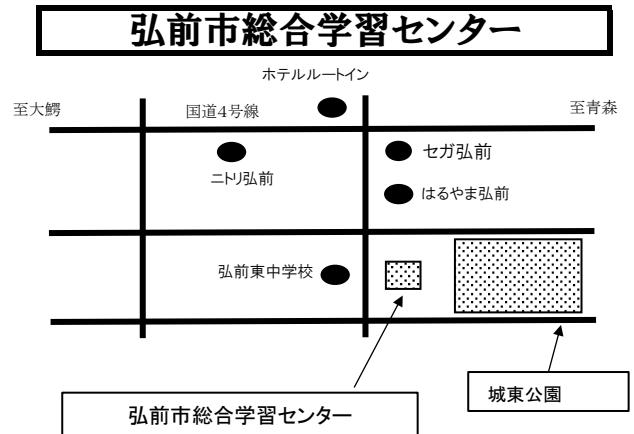 弘前市総合学習センター
ホテルルートイン
至大鰐
国道4号線
至青森
ニトリ弘前
セガ弘前
はるやま弘前
弘前東中学校
城東公園
弘前市総合学習センター